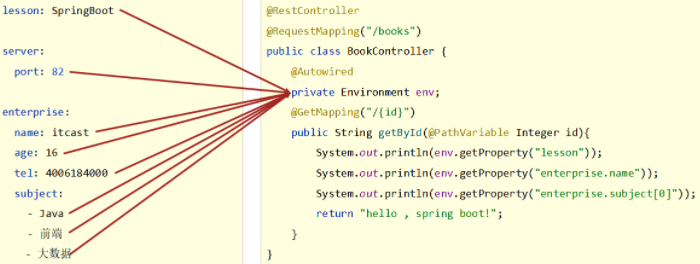 lesson: SpringBoot
server:
port: 82
enterprise:
name: itcast
age: 16
tel: 4006184000
subject:
- Java
- 前端
- 大数据
@RestController
@RequestMapping("/books")
public class BookController {
@Autowired
private Environment env;
@GetMapping("/{id}")
public String getById(@PathVariable Integer id){
System.out.println(env.getProperty("lesson"));
System.out.println(env.getProperty("enterprise.name"));
System.out.println(env.getProperty("enterprise.subject[0]"));
return "hello , spring boot!";
}
}